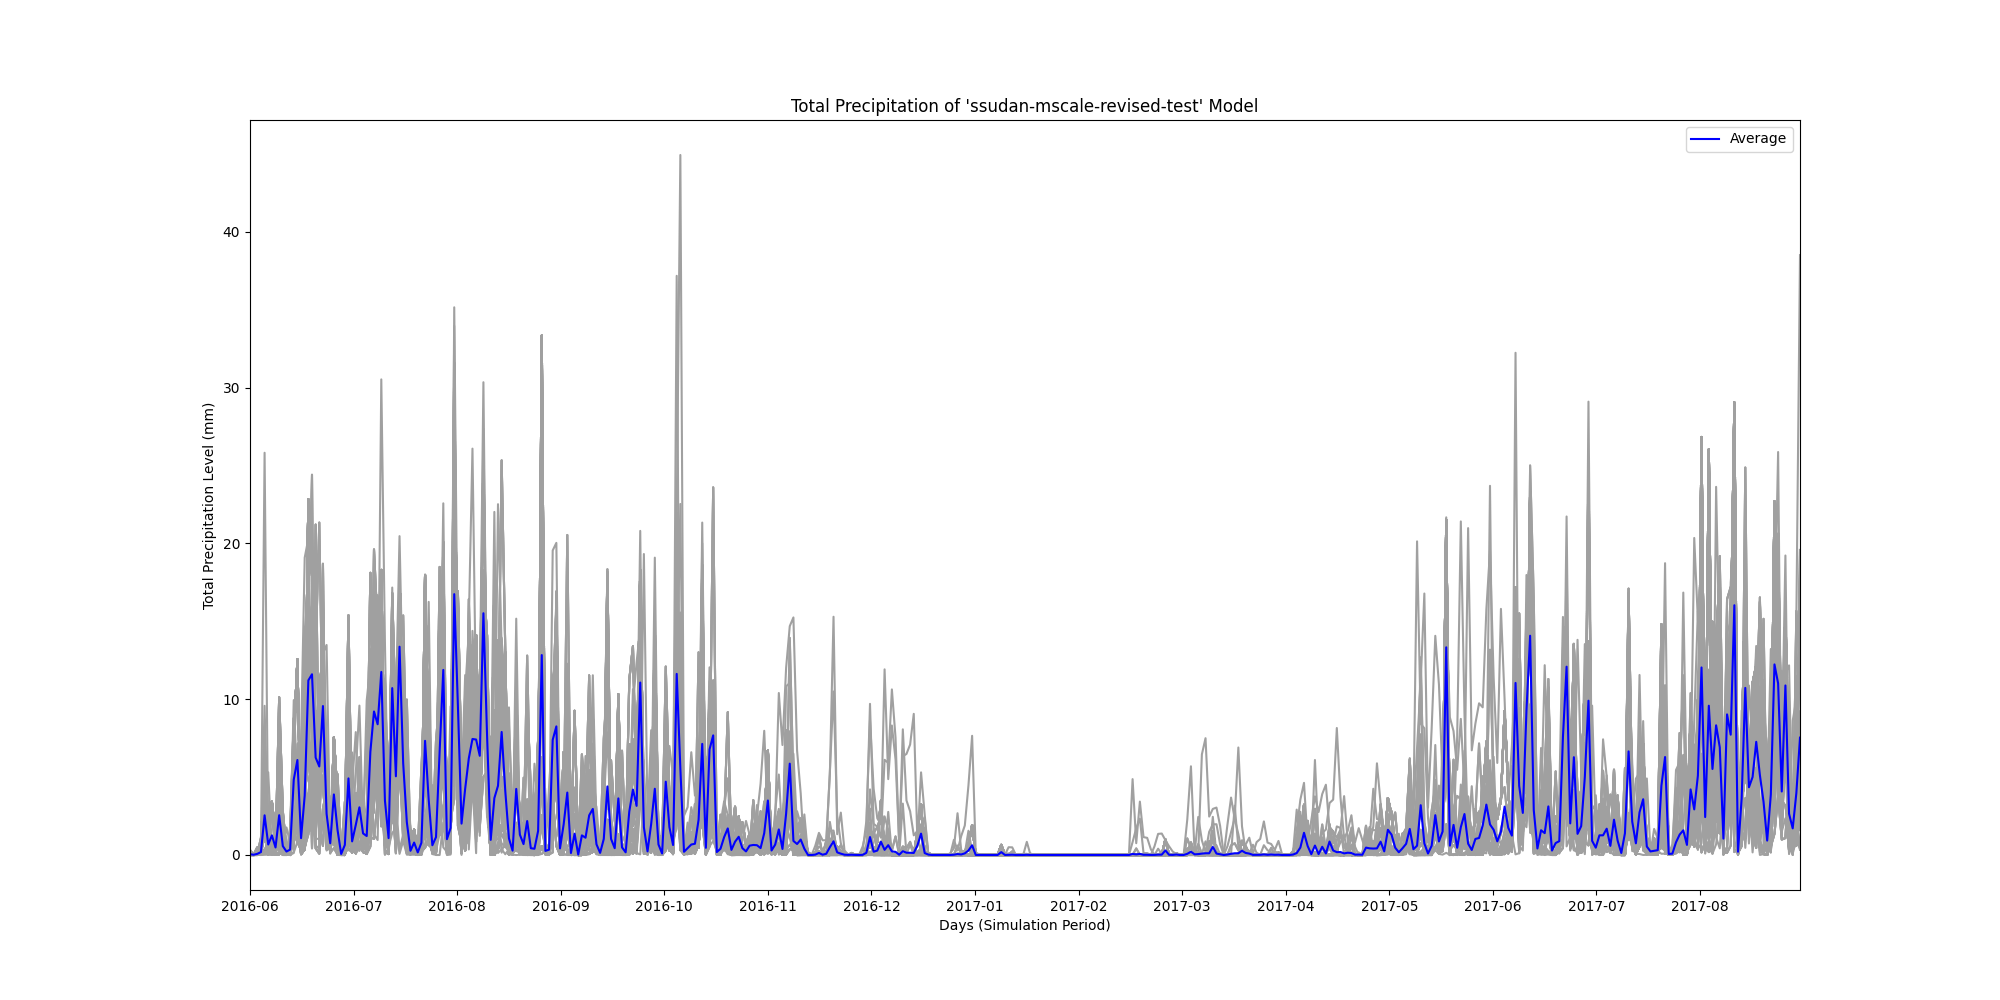 Total Precipitation of 'ssudan-mscale-revised-test' Model
Average
Total Precipitation Level (mm)
40
30
20
10
0
2016-06 2016-07 2016-08 2016-09 2016-10 2016-11 2016-12 2017-01 2017-02 2017-03 2017-04 2017-05 2017-06 2017-07 2017-08
Days (Simulation Period)